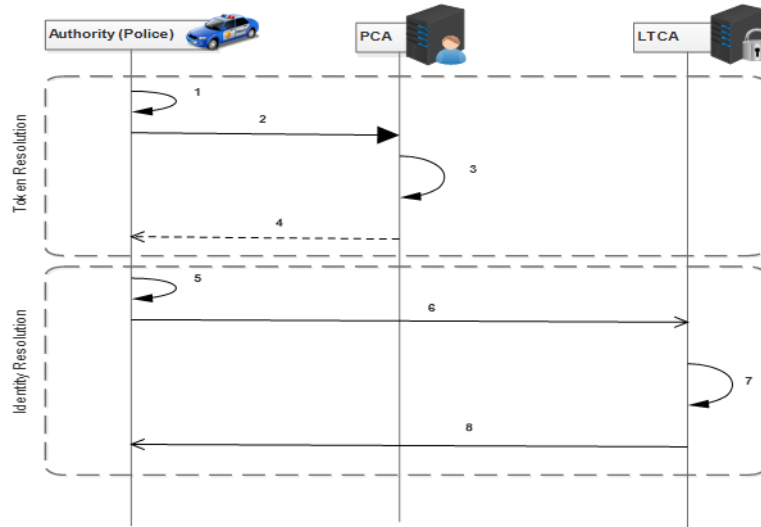 Authority (Police)
PCA
LTCA
Token Resolution
1
2
3
4
Identity Resolution
5
6
7
8